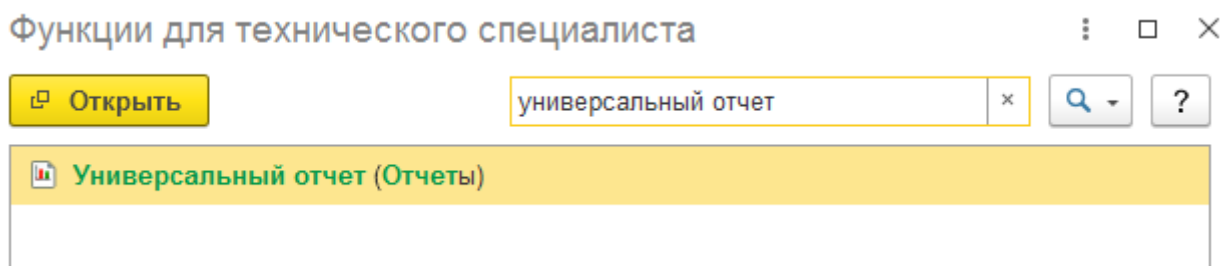 Функции для технического специалиста
Открыть
универсальный отчет
?
Универсальный отчет (Отчеты)